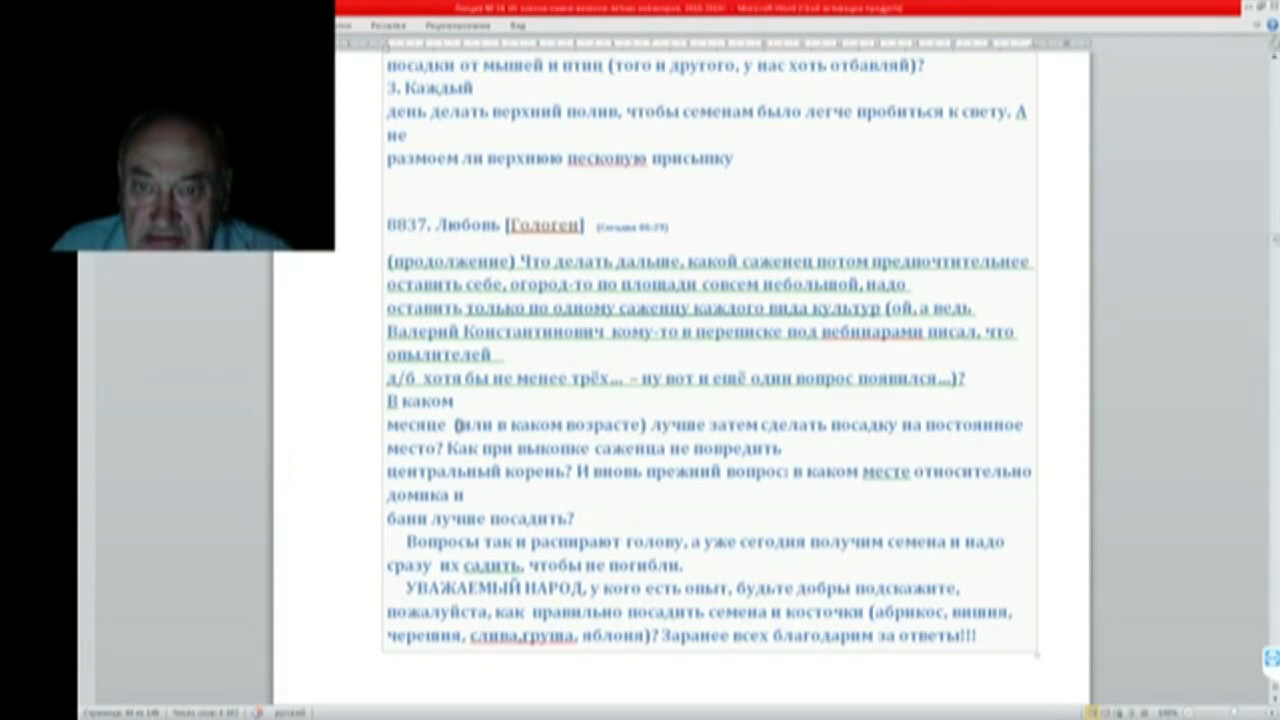 Рецензирование Вид
посадки от мышей и птиц (того и другого, у нас хоть отбавляй)?
3. Каждый
день делать верхний полив, чтобы семенам было легче пробиться к свету. А
не
размоем ли верхнюю песковую присыпку
8837. Любовь [Гологен] (Сегодня 06:29)
(продолжение) Что делать дальше, какой саженец потом предпочтительнее
оставить себе, огород-то по площади совсем небольшой, надо
оставить только по одному саженцу каждого вида культур (ой, а ведь
Валерий Константинович кому-то в переписке под вебинарами писал, что
опылителей
д/б хотя бы не менее трёх... – ну вот и ещё один вопрос появился...)?
В каком
месяце (или в каком возрасте) лучше затем сделать посадку на постоянное
место? Как при выкопке саженца не повредить
центральный корень? И вновь прежний вопрос: в каком месте относительно
домика и
бани лучше посадить?
Вопросы так и распирают голову, а уже сегодня получим семена и надо
сразу их садить, чтобы не погибли.
УВАЖАЕМЫЙ НАРОД, у кого есть опыт, будьте добры подскажите,
пожалуйста, как правильно посадить семена и косточки (абрикос, вишня,
черешня, слива,груша, яблоня)? Заранее всех благодарим за ответы!!!